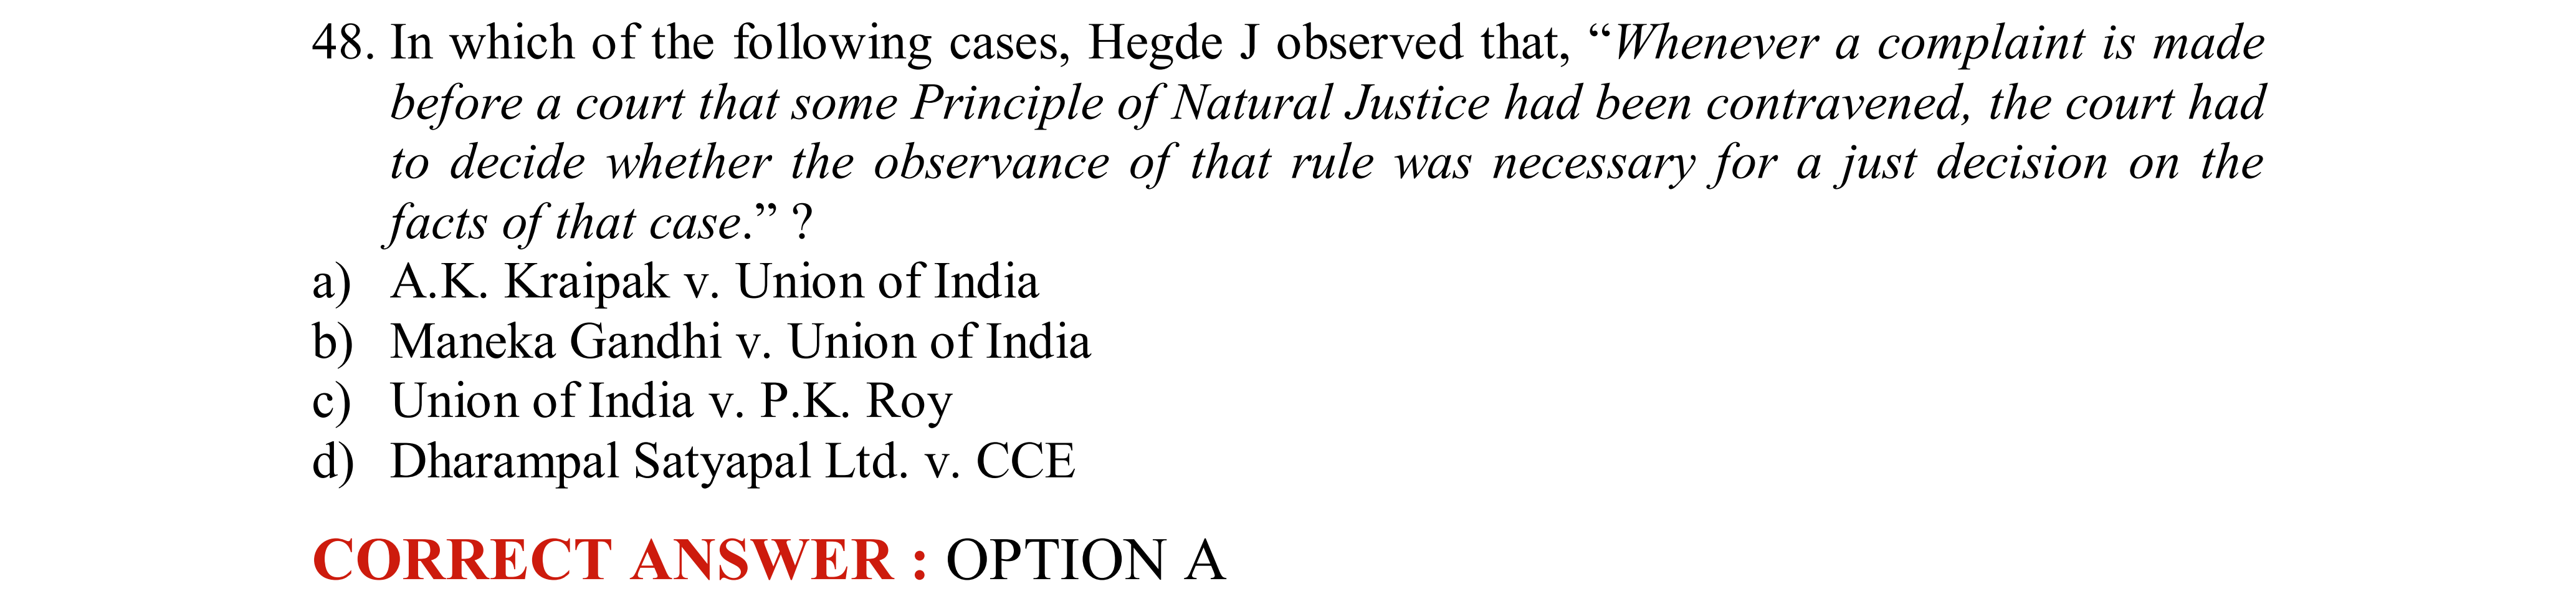 48. In which of the following cases, Hegde J observed that, “Whenever a complaint is made
before a court that some Principle of Natural Justice had been contravened, the court had
to decide whether the observance of that rule was necessary for a just decision on the
facts of that case.” ?
a) A.K. Kraipak v. Union of India
b) Maneka Gandhi v. Union of India
c) Union of India v. P.K. Roy
d) Dharampal Satyapal Ltd. v. CCE
CORRECT ANSWER : OPTION A